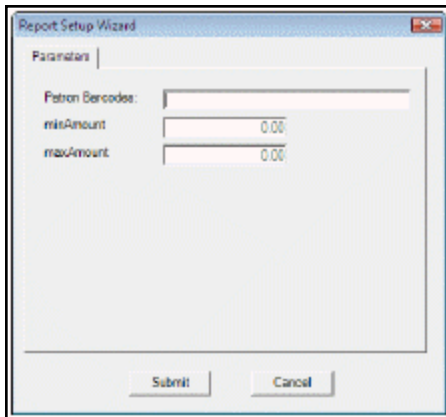 Report Setup Wizard
Parameters
Patron Barcodes:
minAmount 0.00
maxAmount 0.00
Submit Cancel